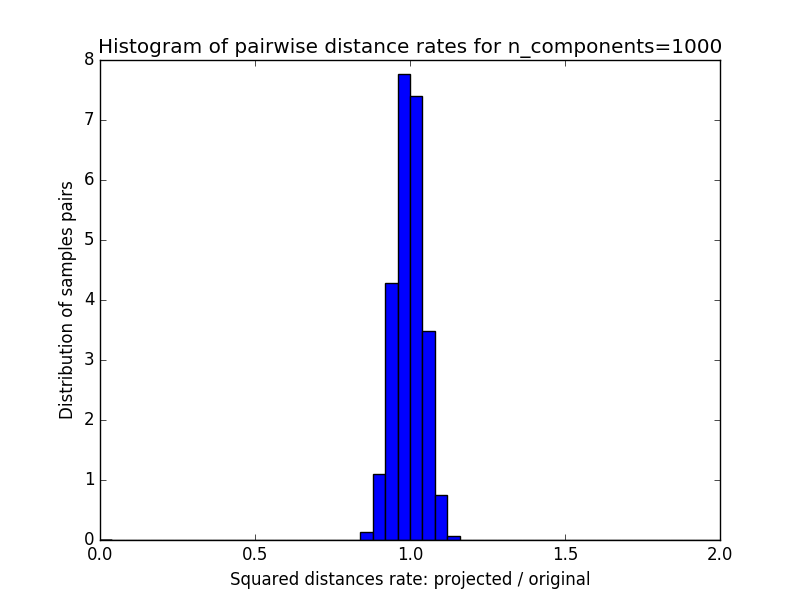 Histogram of pairwise distance rates for n_components=1000
8
7
6
5
4
3
2
1
0
Distribution of samples pairs
0.0 0.5 1.0 1.5 2.0
Squared distances rate: projected / original